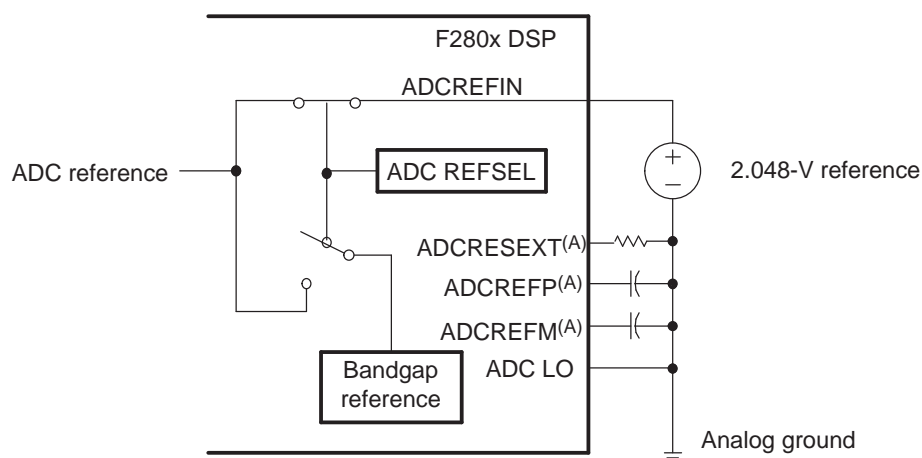 F280x DSP
ADCREFIN
ADC reference
ADC REFSEL
+
−
2.048-V reference
ADCRESEXT(A)
ADCREFP(A)
ADCREFM(A)
ADC LO
Bandgap
reference
Analog ground